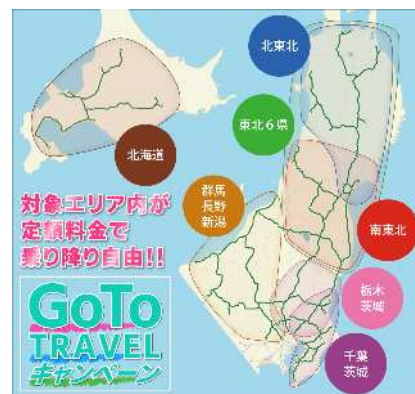 北東北
東北6県
北海道
群馬
長野
新潟
南東北
対象エリア内が
定額料金で
乗り降り自由!!
栃木
茨城
GoTo
TRAVEL
キャンペーン
千葉
茨城